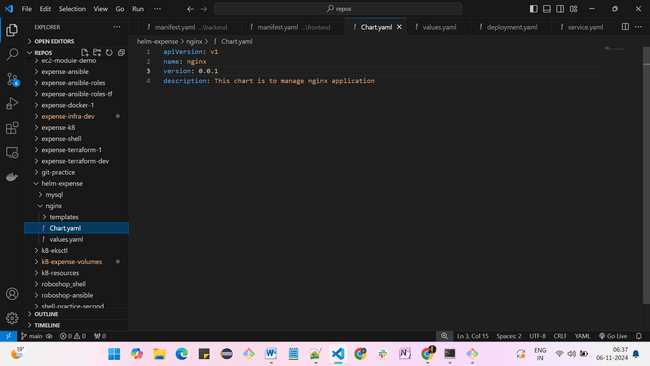 File Edit Selection View Go Run ···
repos
EXPLORER ···
manifest.yaml ...\backend
manifest.yaml ...\frontend
Chart.yaml
values.yaml
deployment.yaml
service.yaml
OPEN EDITORS
REPOS
ec2-module-demo
expense-ansible
expense-ansible-roles
expense-ansible-roles-tf
expense-docker-1
expense-infra-dev
expense-k8
expense-shell
expense-terraform-1
expense-terraform-dev
git-practice
helm-expense
mysql
nginx
templates
Chart.yaml
values.yaml
k8-eksctl
k8-expense-volumes
k8-resources
roboshop_shell
roboshop-ansible
shell-practice-second
OUTLINE
TIMELINE
helm-expense > nginx > ! Chart.yaml
1 apiVersion: v1
2 name: nginx
3 version: 0.0.1
4 description: This chart is to manage nginx application
main 0 0 0
Ln 3, Col 15 Spaces: 2 UTF-8 CRLF YAML Go Live
19°
ENG
IN
06:37
06-11-2024